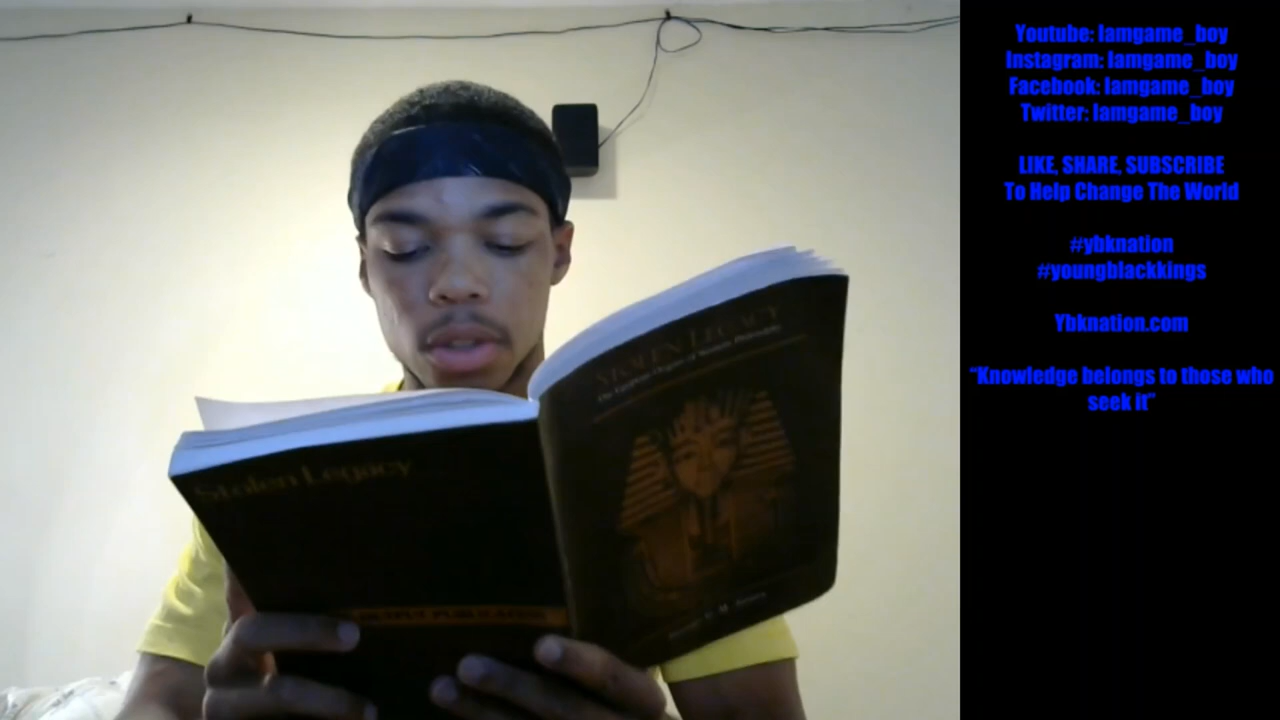 Youtube: Iamgame_boy
Instagram: Iamgame_boy
Facebook: Iamgame_boy
Twitter: Iamgame_boy
LIKE, SHARE, SUBSCRIBE
To Help Change The World
#ybknation
#youngblackkings
Ybknation.com
“Knowledge belongs to those who
seek it”
STOLEN LEGACY
Stolen Legacy